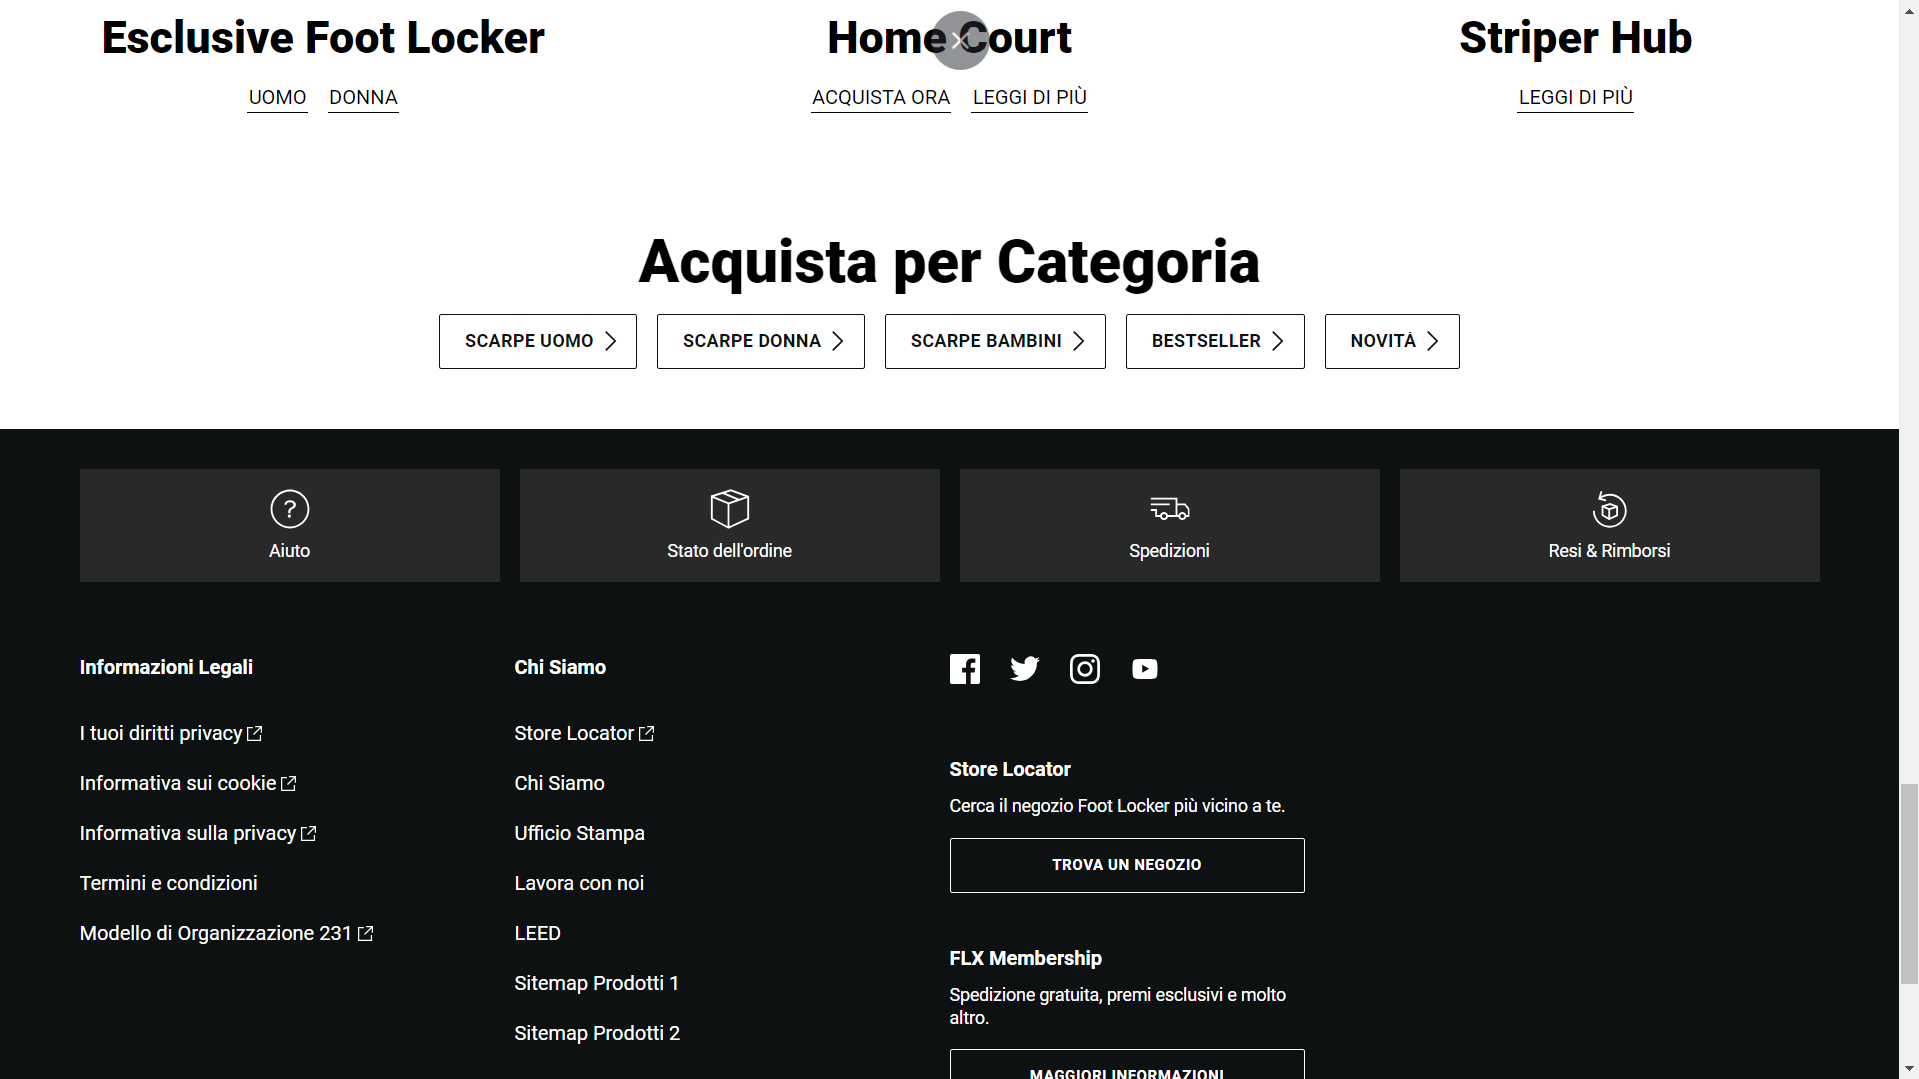 Esclusive Foot Locker
UOMO DONNA
Home Court
ACQUISTA ORA LEGGI DI PIÙ
Striper Hub
LEGGI DI PIÙ
Acquista per Categoria
SCARPE UOMO
SCARPE DONNA
SCARPE BAMBINI
BESTSELLER
NOVITÀ
Aiuto
Stato dell'ordine
Spedizioni
Resi & Rimborsi
Informazioni Legali
I tuoi diritti privacy
Informativa sui cookie
Informativa sulla privacy
Termini e condizioni
Modello di Organizzazione 231
Chi Siamo
Store Locator
Chi Siamo
Ufficio Stampa
Lavora con noi
LEED
Sitemap Prodotti 1
Sitemap Prodotti 2
Store Locator
Cerca il negozio Foot Locker più vicino a te.
TROVA UN NEGOZIO
FLX Membership
Spedizione gratuita, premi esclusivi e molto
altro.
MAGGIORI INFORMAZIONI